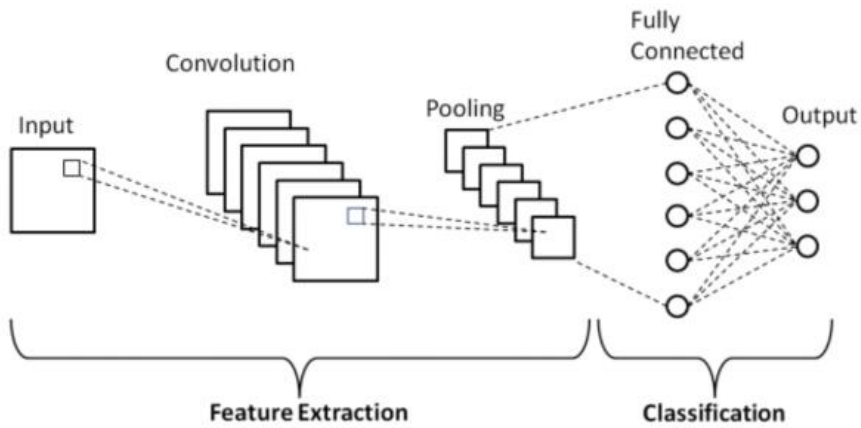 Fully
Connected
Convolution
Pooling
Input
Output
Feature Extraction
Classification